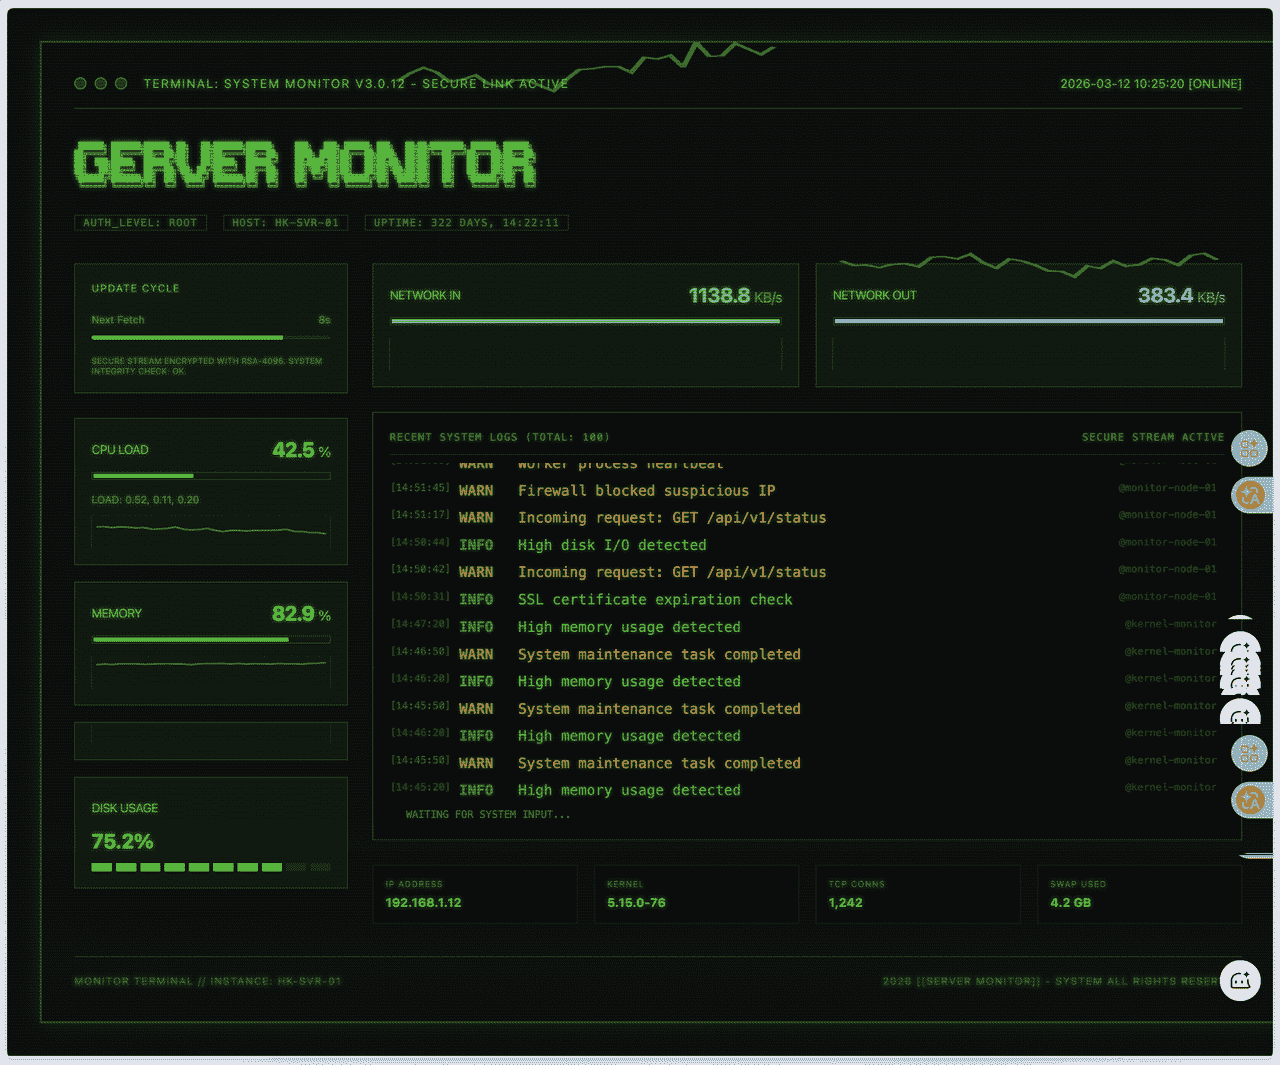 TERMINAL: SYSTEM MONITOR V3.0.12 - SECURE LINK ACTIVE
2026-03-12 10:25:20 [ONLINE]
GERVER MONITOR
AUTH_LEVEL: ROOT
HOST: HK-SVR-01
UPTIME: 322 DAYS, 14:22:11
UPDATE CYCLE
Next Fetch 8s
SECURE STREAM ENCRYPTED WITH RSA-4096. SYSTEM
INTEGRITY CHECK: OK.
NETWORK IN 1138.8 KB/s
NETWORK OUT 383.4 KB/s
CPU LOAD 42.5 %
LOAD: 0.52, 0.11, 0.20
MEMORY 82.9 %
DISK USAGE
75.2%
RECENT SYSTEM LOGS (TOTAL: 100) SECURE STREAM ACTIVE
WARN Worker process heartbeat
[14:51:45] WARN Firewall blocked suspicious IP @monitor-node-01
[14:51:17] WARN Incoming request: GET /api/v1/status @monitor-node-01
[14:50:44] INFO High disk I/O detected @monitor-node-01
[14:50:42] WARN Incoming request: GET /api/v1/status @monitor-node-01
[14:50:31] INFO SSL certificate expiration check @monitor-node-01
[14:47:20] INFO High memory usage detected @kernel-monitor
[14:46:50] WARN System maintenance task completed @kernel-monitor
[14:46:20] INFO High memory usage detected @kernel-monitor
[14:45:50] WARN System maintenance task completed @kernel-monitor
[14:46:20] INFO High memory usage detected @kernel-monitor
[14:45:50] WARN System maintenance task completed @kernel-monitor
[14:45:20] INFO High memory usage detected @kernel-monitor
WAITING FOR SYSTEM INPUT...
IP ADDRESS
192.168.1.12
KERNEL
5.15.0-76
TCP CONNS
1,242
SWAP USED
4.2 GB
MONITOR TERMINAL // INSTANCE: HK-SVR-01
2026 [[SERVER MONITOR]] - SYSTEM ALL RIGHTS RESER